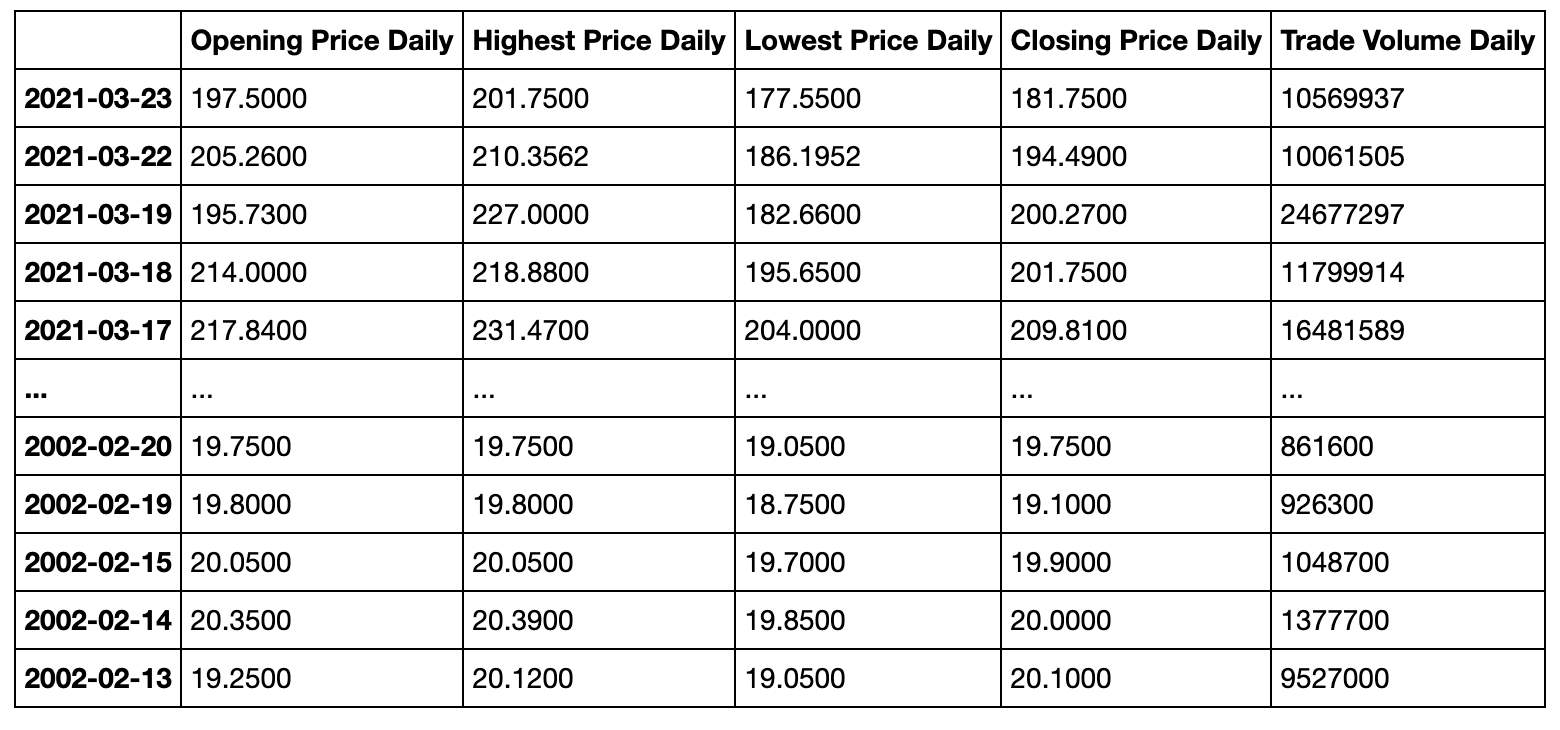 Opening Price Daily Highest Price Daily Lowest Price Daily Closing Price Daily Trade Volume Daily
2021-03-23 197.5000 201.7500 177.5500 181.7500 10569937
2021-03-22 205.2600 210.3562 186.1952 194.4900 10061505
2021-03-19 195.7300 227.0000 182.6600 200.2700 24677297
2021-03-18 214.0000 218.8800 195.6500 201.7500 11799914
2021-03-17 217.8400 231.4700 204.0000 209.8100 16481589
... ... ... ... ... ...
2002-02-20 19.7500 19.7500 19.0500 19.7500 861600
2002-02-19 19.8000 19.8000 18.7500 19.1000 926300
2002-02-15 20.0500 20.0500 19.7000 19.9000 1048700
2002-02-14 20.3500 20.3900 19.8500 20.0000 1377700
2002-02-13 19.2500 20.1200 19.0500 20.1000 9527000